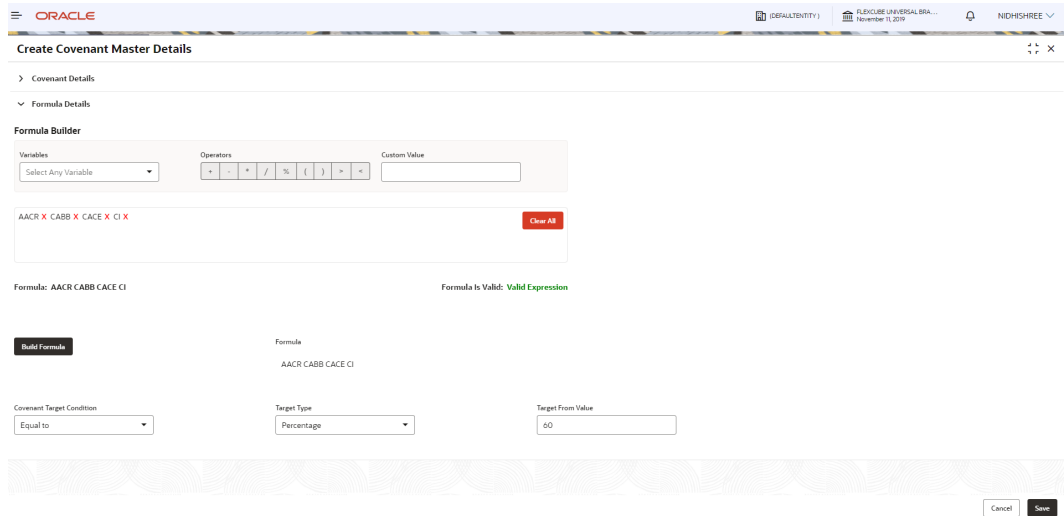 ORACLE
(DEFAULTENTITY)
FLEXCUBE UNIVERSAL BRA...
November 11, 2019
NIDHISHREE
Create Covenant Master Details
Covenant Details
Formula Details
Formula Builder
Variables Operators Custom Value
Select Any Variable + - * / % ( ) > <
AACR X CABB X CACE X CI X Clear All
Formula: AACR CABB CACE CI Formula Is Valid: Valid Expression
Build Formula Formula
AACR CABB CACE CI
Covenant Target Condition Target Type Target From Value
Equal to Percentage 60
Cancel Save